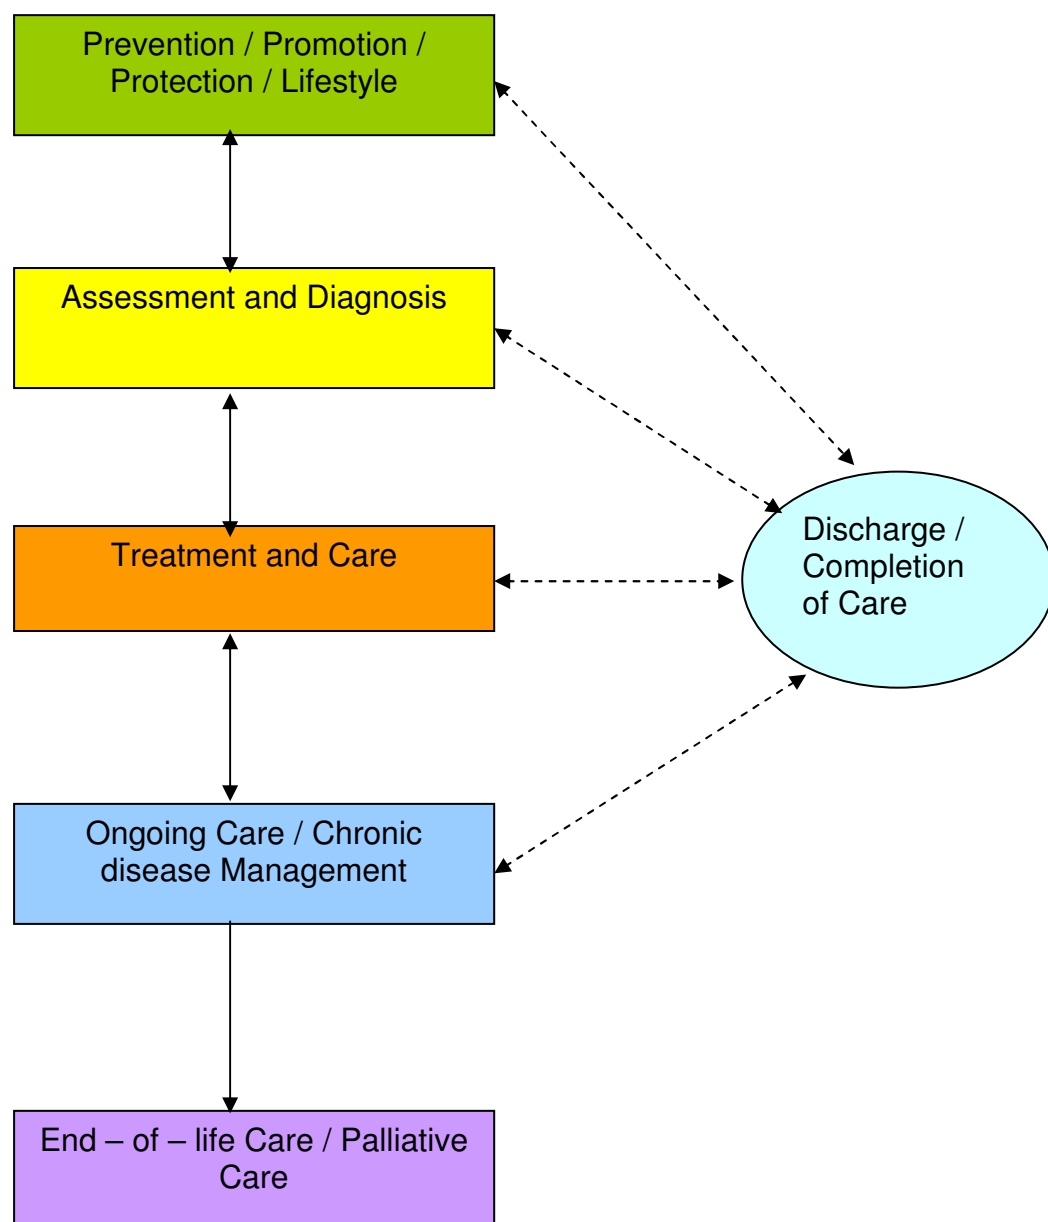 Prevention / Promotion /
Protection / Lifestyle
Assessment and Diagnosis
Treatment and Care
Discharge /
Completion
of Care
Ongoing Care / Chronic
disease Management
End – of – life Care / Palliative
Care